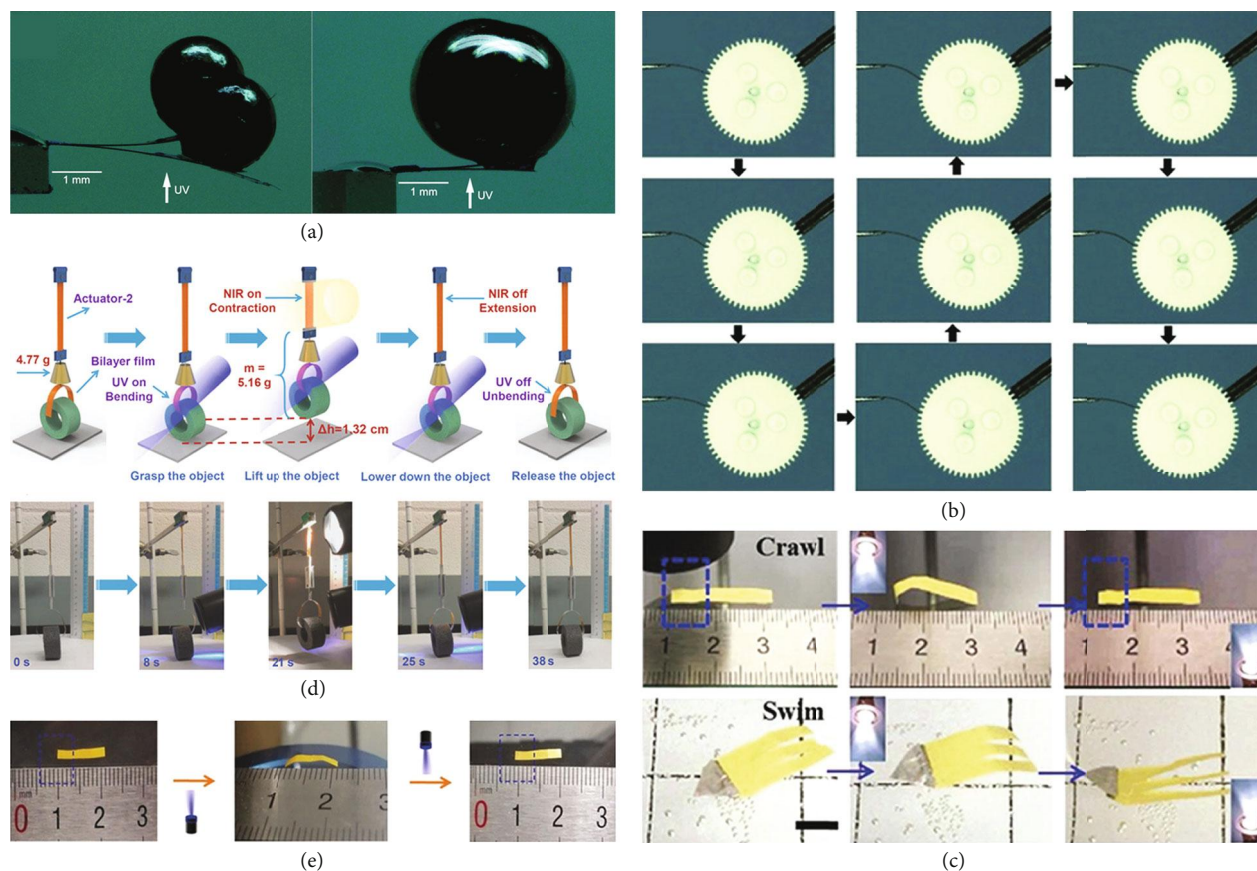 1 mm
UV
1 mm
UV
(a)
(b)
Actuator-2
4.77 g
Bilayer film
UV on
Bending
NIR on
Contraction
m =
5.16 g
Δh=1.32 cm
NIR off
Extension
UV off
Unbending
Grasp the object
Lift up the object
Lower down the object
Release the object
0 s
8 s
21 s
25 s
38 s
(d)
Crawl
1 2 3 4
1 2 3 4
1 2 3 4
Swim
(c)
mm
0 1 2 3
1 2 3
mm
0 1 2 3
(e)